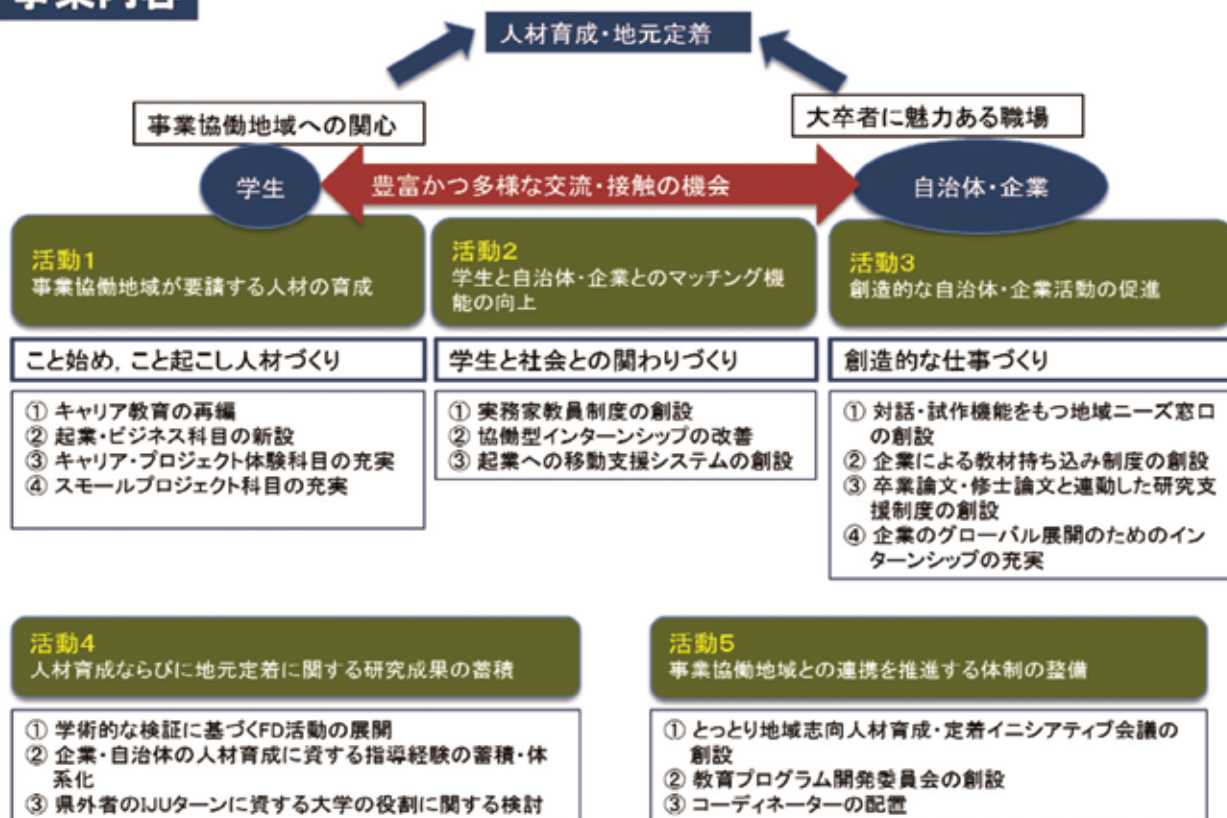 事業内容
人材育成・地元定着
事業協働地域への関心
大卒者に魅力ある職場
学生
豊富かつ多様な交流・接触の機会
自治体・企業
活動1
事業協働地域が要請する人材の育成
活動2
学生と自治体・企業とのマッチング機
能の向上
活動3
創造的な自治体・企業活動の促進
こと始め，こと起こし人材づくり
① キャリア教育の再編
② 起業・ビジネス科目の新設
③ キャリア・プロジェクト体験科目の充実
④ スモールプロジェクト科目の充実
学生と社会との関わりづくり
① 実務家教員制度の創設
② 協働型インターンシップの改善
③ 起業への移動支援システムの創設
創造的な仕事づくり
① 対話・試作機能をもつ地域ニーズ窓口
の創設
② 企業による教材持ち込み制度の創設
③ 卒業論文・修士論文と連動した研究支
援制度の創設
④ 企業のグローバル展開のためのイン
ターンシップの充実
活動4
人材育成ならびに地元定着に関する研究成果の蓄積
① 学術的な検証に基づくFD活動の展開
② 企業・自治体の人材育成に資する指導経験の蓄積・体
系化
③ 県外者のIJUターンに資する大学の役割に関する検討
活動5
事業協働地域との連携を推進する体制の整備
① とっとり地域志向人材育成・定着イニシアティブ会議の
創設
② 教育プログラム開発委員会の創設
③ コーディネーターの配置